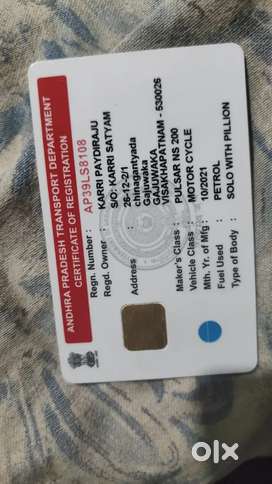 ANDHRA PRADESH TRANSPORT DEPARTMENT
CERTIFICATE OF REGISTRATION
Regn. Number : AP39LS8108
Regd. Owner : KARRI PAYDIRAJU
S/O: KARRI SATYAM
Address : 26-12-2/1
chinagantyada
Gajuwaka
GAJUWAKA
VISAKHAPATNAM - 530026
Maker's Class : PULSAR NS 200
Vehicle Class : MOTOR CYCLE
Mth. Yr. of Mfg : 10/2021
Fuel Used : PETROL
Type of Body : SOLO WITH PILLION
OLX